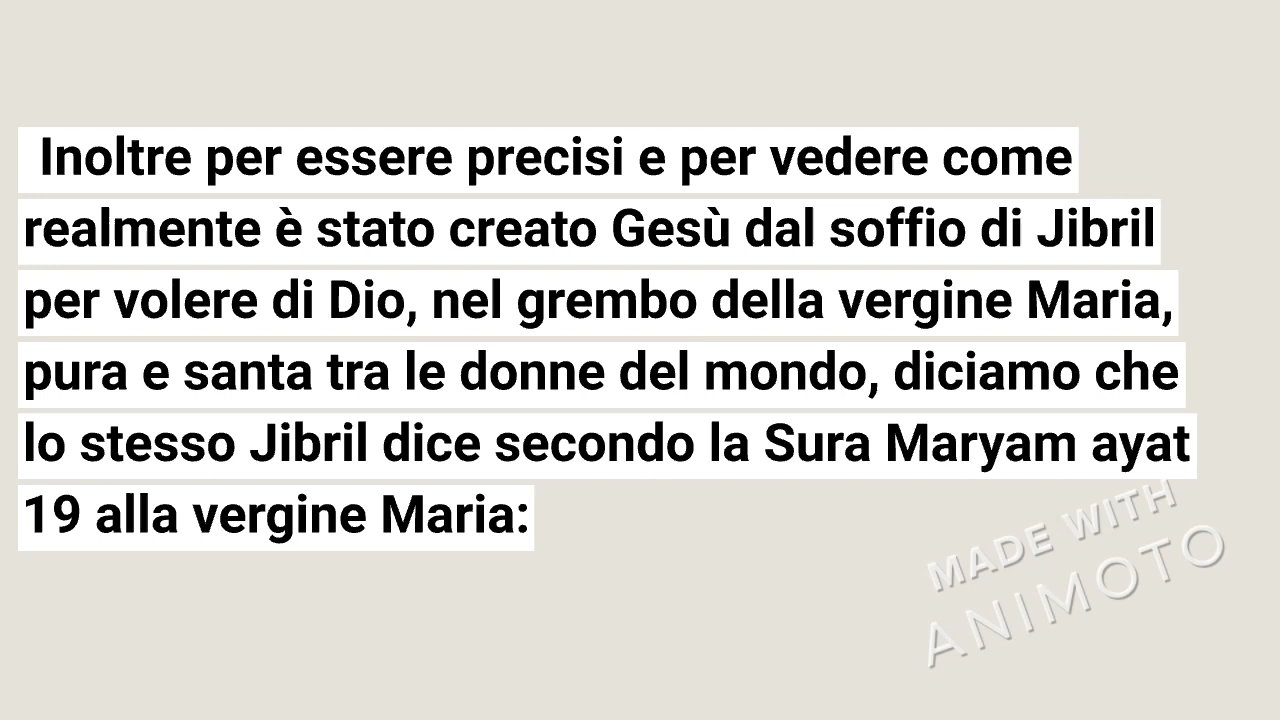 Inoltre per essere precisi e per vedere come
realmente è stato creato Gesù dal soffio di Jibril
per volere di Dio, nel grembo della vergine Maria,
pura e santa tra le donne del mondo, diciamo che
lo stesso Jibril dice secondo la Sura Maryam ayat
19 alla vergine Maria:
MADE WITH
ANIMOTO